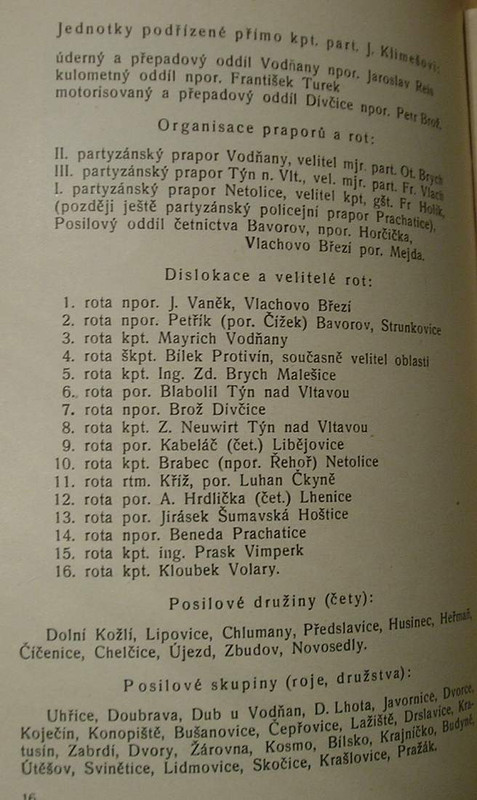 Jednotky podřízené přímo kpt. part. J. Klimešovi:
úderný a přepadový oddíl Vodňany npor. Jaroslav Rein
kulometný oddíl npor. František Turek
motorisovaný a přepadový oddíl Divčice npor. Petr Brož.
Organisace praporů a rot:
II. partyzánský prapor Vodňany, velitel mjr. part. Ot. Brych
III. partyzánský prapor Týn n. Vlt., vel. mjr. part. Fr. Vlach
I. partyzánský prapor Netolice, velitel kpt. gšt. Fr Hošik,
(později ještě partyzánský policejní prapor Prachatice),
Posilový oddíl četnictva Bavorov, npor. Horčička,
Vlachovo Březí por. Mejda.
Dislokace a velitelé rot:
1. rota npor. J. Vaněk, Vlachovo Březí
2. rota npor. Petřík (por. Čížek) Bavorov, Strunkovice
3. rota kpt. Mayrich Vodňany
4. rota škpt. Bílek Protivín, současně velitel oblasti
5. rota kpt. Ing. Zd. Brych Malešice
6. rota por. Blabolil Týn nad Vltavou
7. rota npor. Brož Divčice
8. rota kpt. Z. Neuwirt Týn nad Vltavou
9. rota por. Kabeláč (čet.) Libějovice
10. rota kpt. Brabec (npor. Řehoř) Netolice
11. rota rtm. Kříž, por. Luhan Čkyně
12. rota por. A. Hrdlička (čet.) Lhenice
13. rota por. Jirásek Šumavská Hoštice
14. rota npor. Beneda Prachatice
15. rota kpt. ing. Prask Vimperk
16. rota kpt. Kloubek Volary.
Posilové družiny (čety):
Dolní Kožlí, Lipovice, Chlumany, Předslavice, Husinec, Heřmaň,
Číčenice, Chelčice, Újezd, Zbudov, Novosedly.
Posilové skupiny (roje, družstva):
Uhřice, Doubrava, Dub u Vodňan, D. Lhota, Javornice, Dvorce,
Koječín, Konopiště, Bušanovice, Čepřovice, Lažiště, Drslavice, Kra-
tusín, Zabrdí, Dvory, Žárovna, Kosmo, Bílsko, Krajníčko, Budyně,
Útěšov, Svinětice, Lidmovice, Skočice, Krašlovice, Pražák.
16